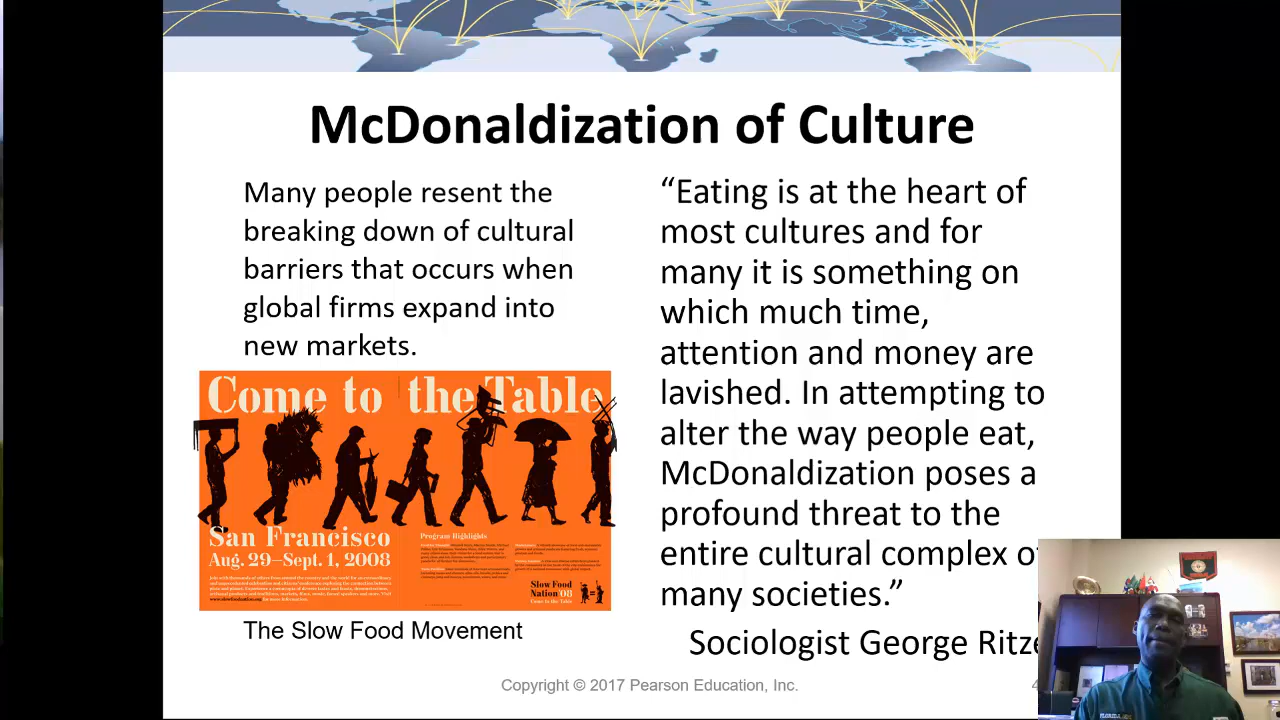 McDonaldization of Culture
Many people resent the
breaking down of cultural
barriers that occurs when
global firms expand into
new markets.
Come to the Table
San Francisco
Aug. 29–Sept. 1, 2008
Program Highlights
Slow Food
Nation 08
Come to the Table
The Slow Food Movement
“Eating is at the heart of
most cultures and for
many it is something on
which much time,
attention and money are
lavished. In attempting to
alter the way people eat,
McDonaldization poses a
profound threat to the
entire cultural complex of
many societies.”
Sociologist George Ritze
Copyright © 2017 Pearson Education, Inc.